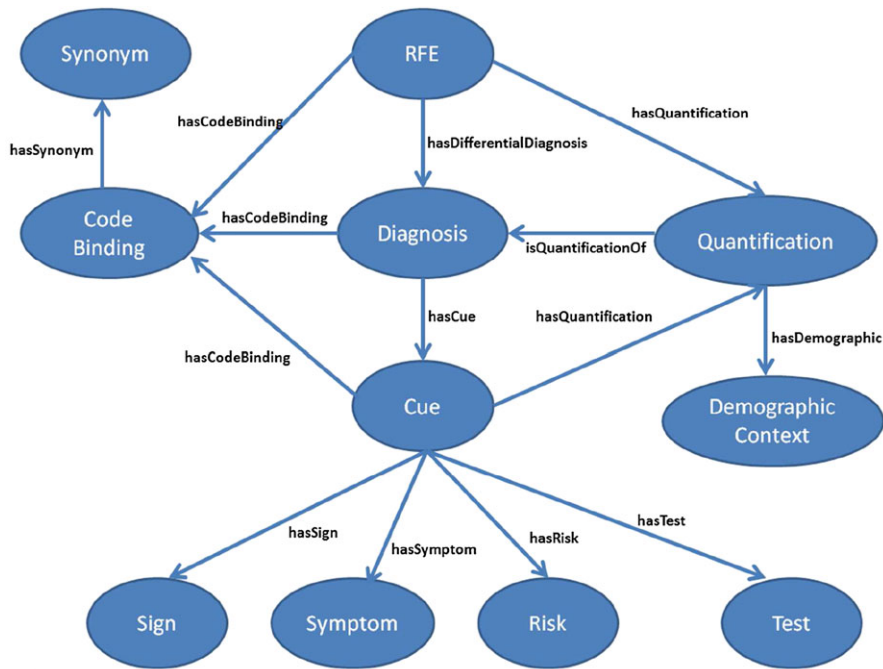 Synonym
RFE
hasCodeBinding
hasQuantification
hasSynonym
hasDifferentialDiagnosis
Code
Binding
hasCodeBinding
Diagnosis
isQuantificationOf
Quantification
hasCue
hasQuantification
hasDemographic
hasCodeBinding
Cue
Demographic
Context
hasSign
hasSymptom
hasRisk
hasTest
Sign
Symptom
Risk
Test